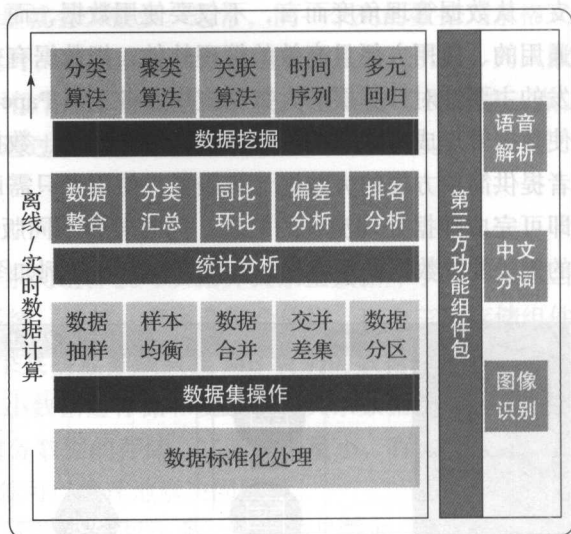 分类 聚类 关联 时间 多元
算法 算法 算法 序列 回归
数据挖掘
数据 分类 同比 偏差 排名
整合 汇总 环比 分析 分析
统计分析
数据 样本 数据 交并 数据
抽样 均衡 合并 差集 分区
数据集操作
数据标准化处理
离线/实时数据计算
第三方功能组件包
语音
解析
中文
分词
图像
识别